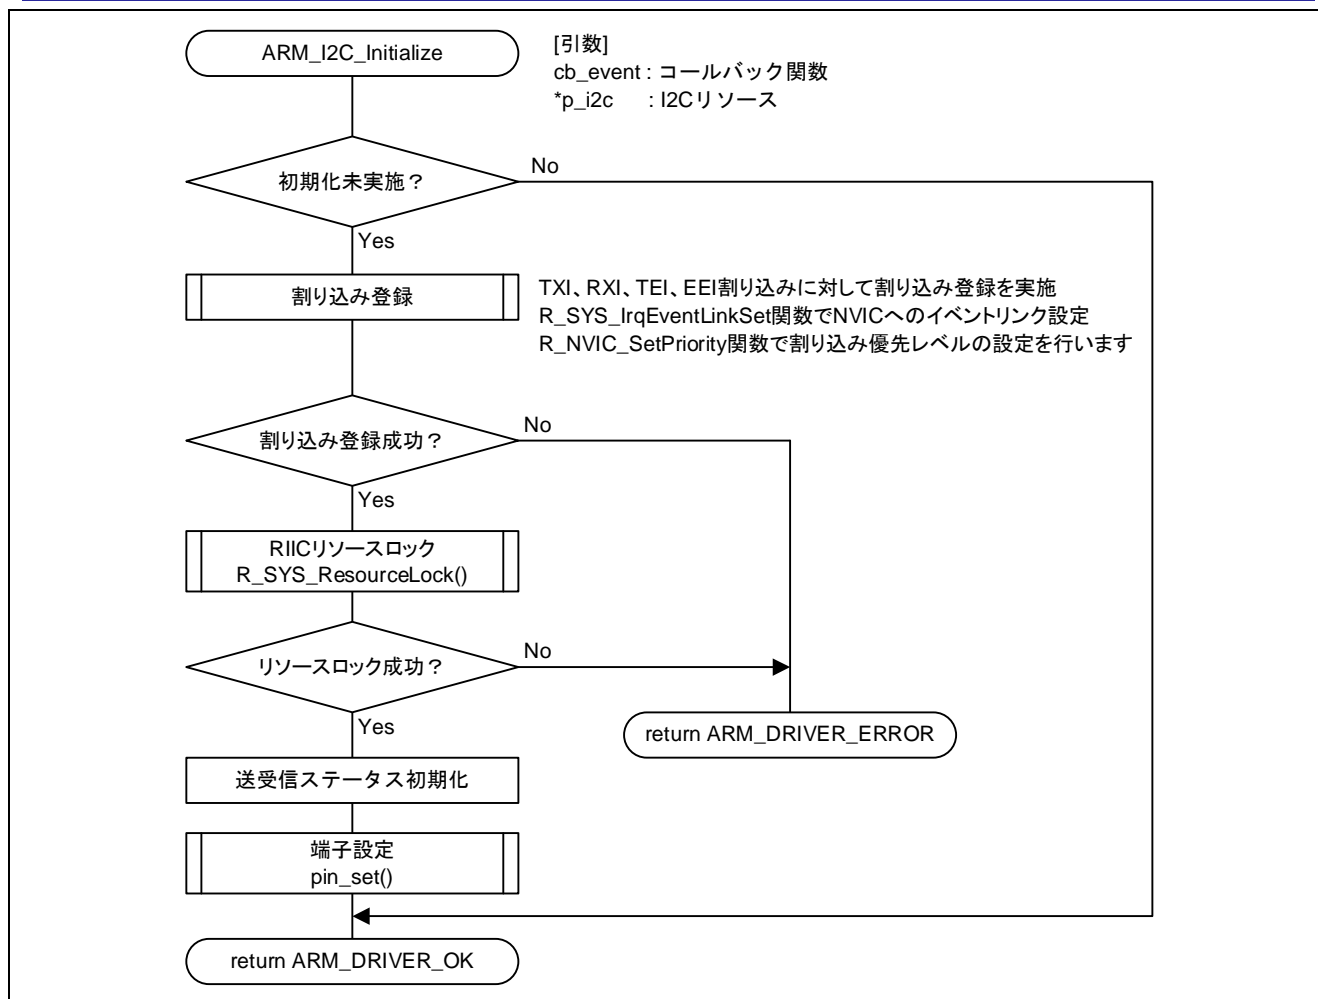 ARM_I2C_Initialize
[引数]
cb_event : コールバック関数
*p_i2c : I2Cリソース
初期化未実施？
No
Yes
割り込み登録
TXI、RXI、TEI、EEI割り込みに対して割り込み登録を実施
R_SYS_IrqEventLinkSet関数でNVICへのイベントリンク設定
R_NVIC_SetPriority関数で割り込み優先レベルの設定を行います
割り込み登録成功？
No
Yes
RIICリソースロック
R_SYS_ResourceLock()
リソースロック成功？
No
Yes
return ARM_DRIVER_ERROR
送受信ステータス初期化
端子設定
pin_set()
return ARM_DRIVER_OK